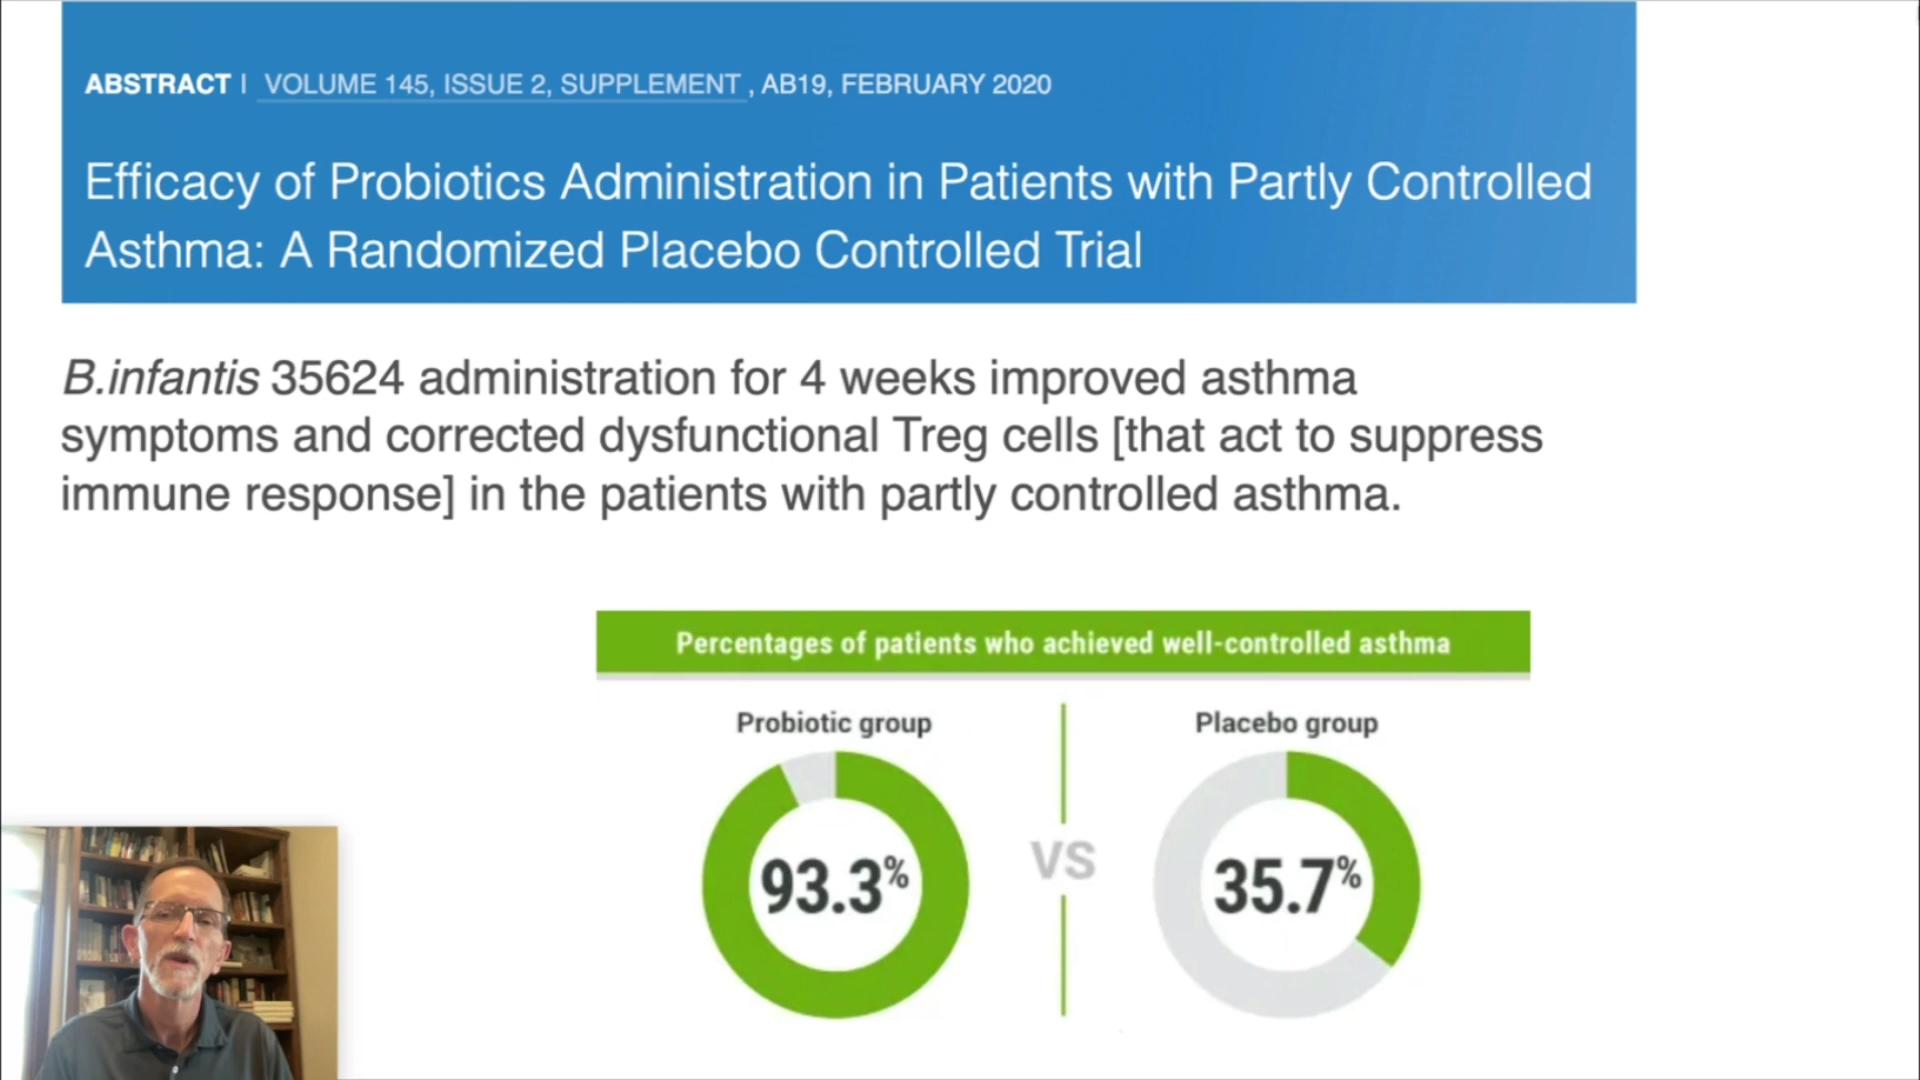 ABSTRACT | VOLUME 145, ISSUE 2, SUPPLEMENT, AB19, FEBRUARY 2020
Efficacy of Probiotics Administration in Patients with Partly Controlled
Asthma: A Randomized Placebo Controlled Trial
B.infantis 35624 administration for 4 weeks improved asthma
symptoms and corrected dysfunctional Treg cells [that act to suppress
immune response] in the patients with partly controlled asthma.
Percentages of patients who achieved well-controlled asthma
Probiotic group
Placebo group
93.3%
VS
35.7%